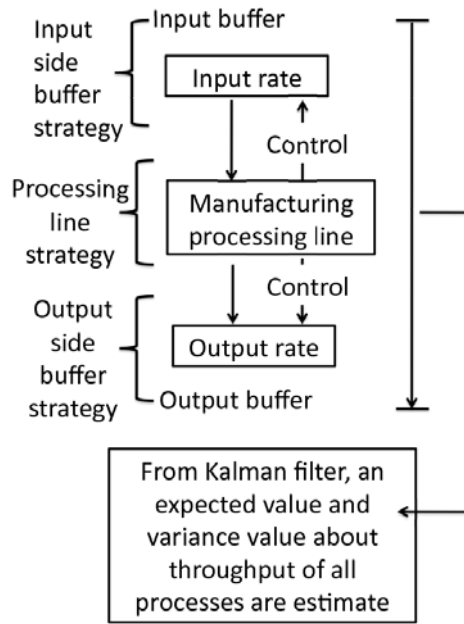 Input
side
buffer
strategy
Input buffer
Input rate
Control
Processing
line
strategy
Manufacturing
processing line
Control
Output
side
buffer
strategy
Output rate
Output buffer
From Kalman filter, an
expected value and
variance value about
throughput of all
processes are estimate